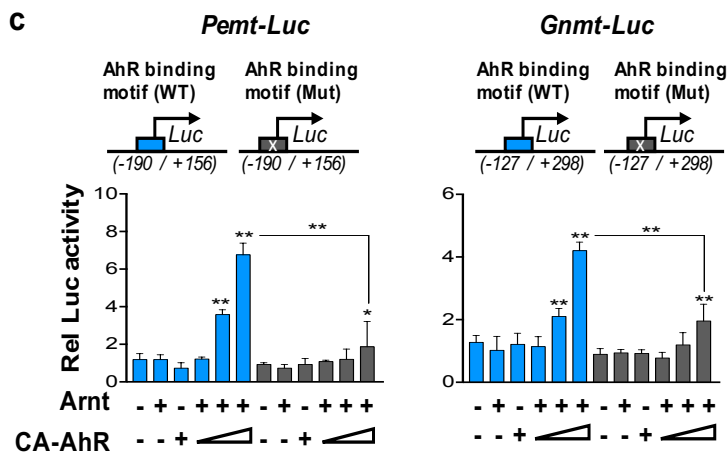 c
Pemt-Luc
Gnmt-Luc
AhR binding motif (WT)
AhR binding motif (Mut)
AhR binding motif (WT)
AhR binding motif (Mut)
Luc
X Luc
Luc
X Luc
(-190 / +156)
(-190 / +156)
(-127 / +298)
(-127 / +298)
Rel Luc activity
10
8
6
4
2
0
** ** ** *
6
4
2
0
** ** ** **
Arnt - + - + + + - + - + + +
- + - + + + - + - + + +
CA-AhR - - + - - +
- - + - - +